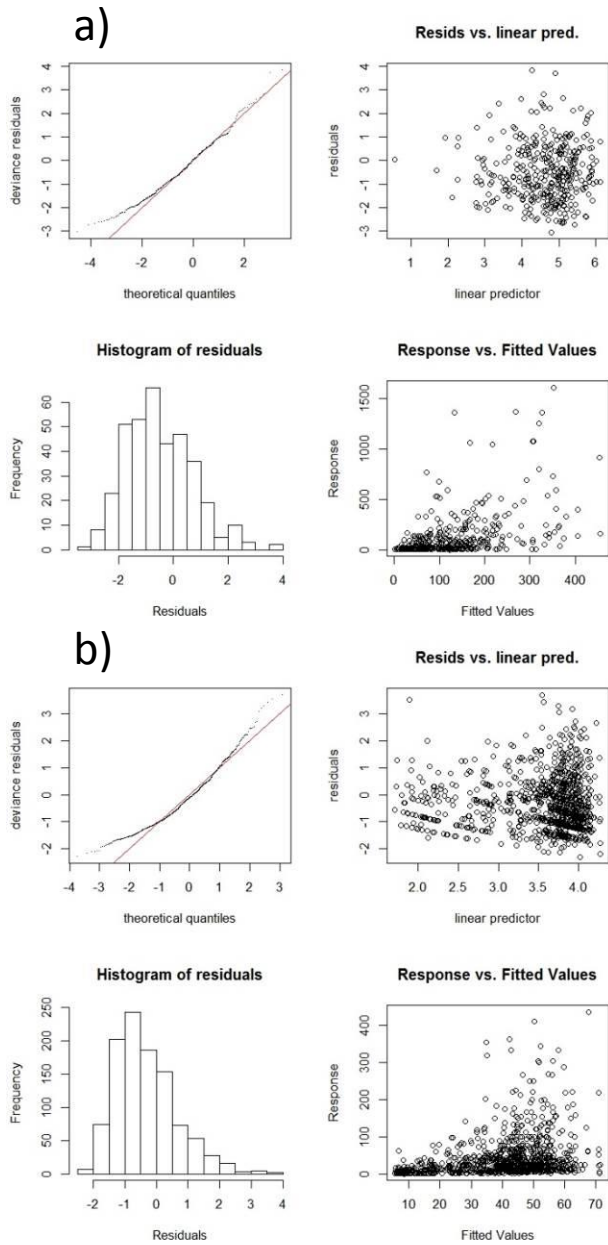 a)
Resids vs. linear pred.
deviance residuals
-3 -2 -1 0 1 2 3 4
-4 -2 0 2
theoretical quantiles
residuals
-3 -2 -1 0 1 2 3 4
1 2 3 4 5 6
linear predictor
Histogram of residuals
Response vs. Fitted Values
Frequency
0 10 20 30 40 50 60
-2 0 2 4
Residuals
Response
0 500 1000 1500
0 100 200 300 400
Fitted Values
b)
Resids vs. linear pred.
deviance residuals
-2 -1 0 1 2 3
-4 -3 -2 -1 0 1 2 3
theoretical quantiles
residuals
-2 -1 0 1 2 3
2.0 2.5 3.0 3.5 4.0
linear predictor
Histogram of residuals
Response vs. Fitted Values
Frequency
0 50 100 150 200 250
-2 -1 0 1 2 3 4
Residuals
Response
0 100 200 300 400
10 20 30 40 50 60 70
Fitted Values